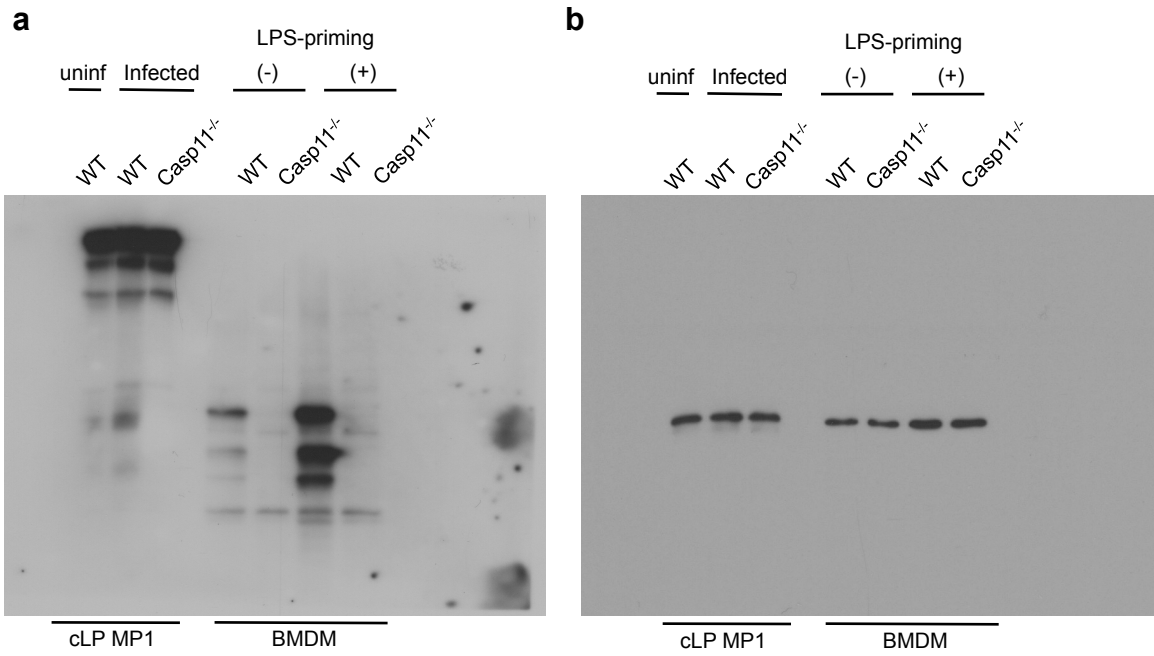 a
LPS-priming
uninf Infected (-) (+)
WT WT Casp11-/- WT Casp11-/- WT Casp11-/-
cLP MP1 BMDM
b
LPS-priming
uninf Infected (-) (+)
WT WT Casp11-/- WT Casp11-/- WT Casp11-/-
cLP MP1 BMDM